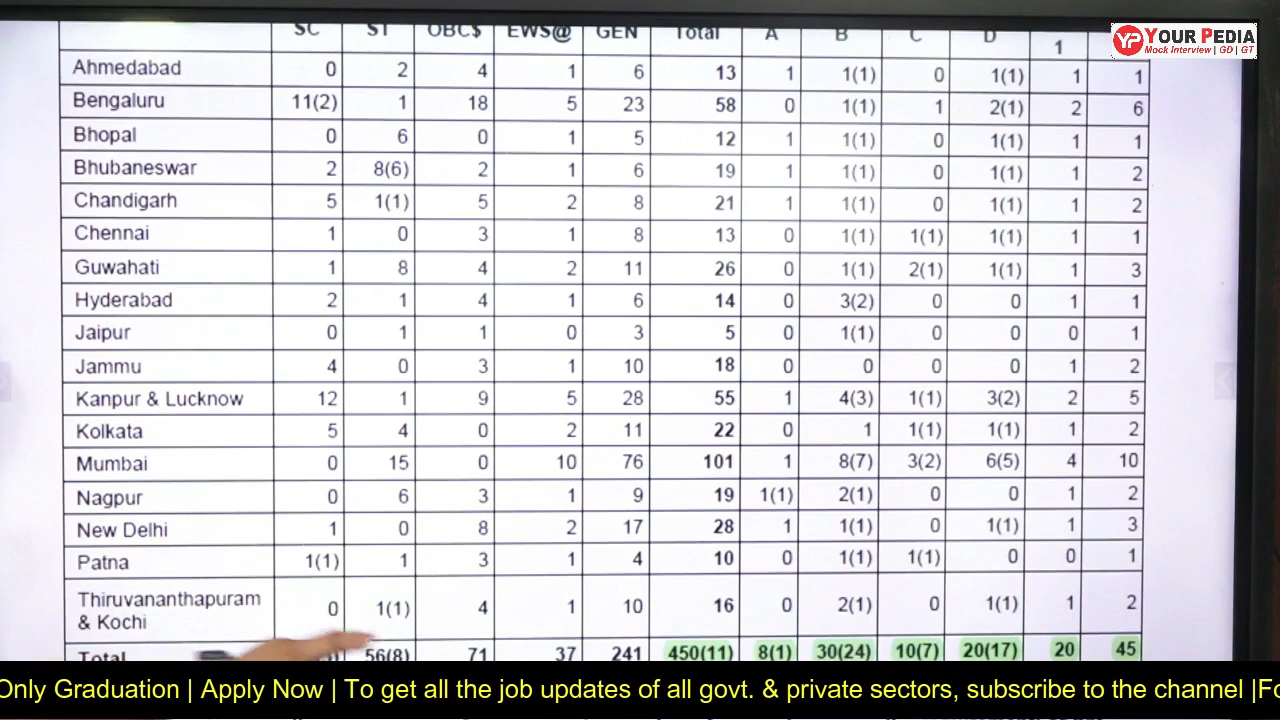 SC ST OBC$ EWS@ GEN Total A B C D 1
YOUR PEDIA
Mock Interview | GD | GT
Ahmedabad 0 2 4 1 6 13 1 1(1) 0 1(1) 1 1
Bengaluru 11(2) 1 18 5 23 58 0 1(1) 1 2(1) 2 6
Bhopal 0 6 0 1 5 12 1 1(1) 0 1(1) 1 1
Bhubaneswar 2 8(6) 2 1 6 19 1 1(1) 0 1(1) 1 2
Chandigarh 5 1(1) 5 2 8 21 1 1(1) 0 1(1) 1 2
Chennai 1 0 3 1 8 13 0 1(1) 1(1) 1(1) 1 1
Guwahati 1 8 4 2 11 26 0 1(1) 2(1) 1(1) 1 3
Hyderabad 2 1 4 1 6 14 0 3(2) 0 0 1 1
Jaipur 0 1 1 0 3 5 0 1(1) 0 0 0 1
Jammu 4 0 3 1 10 18 0 0 0 0 1 2
Kanpur & Lucknow 12 1 9 5 28 55 1 4(3) 1(1) 3(2) 2 5
Kolkata 5 4 0 2 11 22 0 1 1(1) 1(1) 1 2
Mumbai 0 15 0 10 76 101 1 8(7) 3(2) 6(5) 4 10
Nagpur 0 6 3 1 9 19 1(1) 2(1) 0 0 1 2
New Delhi 1 0 8 2 17 28 1 1(1) 0 1(1) 1 3
Patna 1(1) 1 3 1 4 10 0 1(1) 1(1) 0 0 1
Thiruvananthapuram
& Kochi 0 1(1) 4 1 10 16 0 2(1) 0 1(1) 1 2
Total 56(8) 71 37 241 450(11) 8(1) 30(24) 10(7) 20(17) 20 45
Only Graduation | Apply Now | To get all the job updates of all govt. & private sectors, subscribe to the channel |Fo